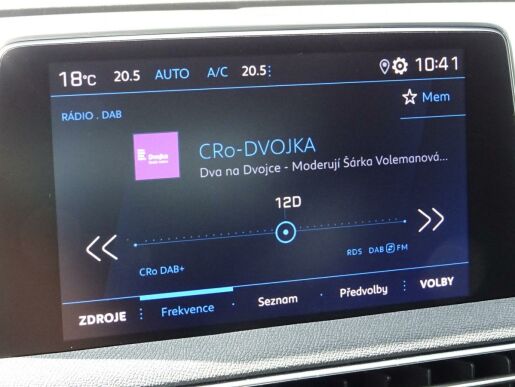 18°C 20.5 AUTO A/C 20.5 10:41
RÁDIO . DAB
Mem
Dvojka
CRo-DVOJKA
Dva na Dvojce - Moderují Šárka Volemanová...
12D
CRo DAB+
RDS DAB FM
ZDROJE Frekvence Seznam Předvolby VOLBY